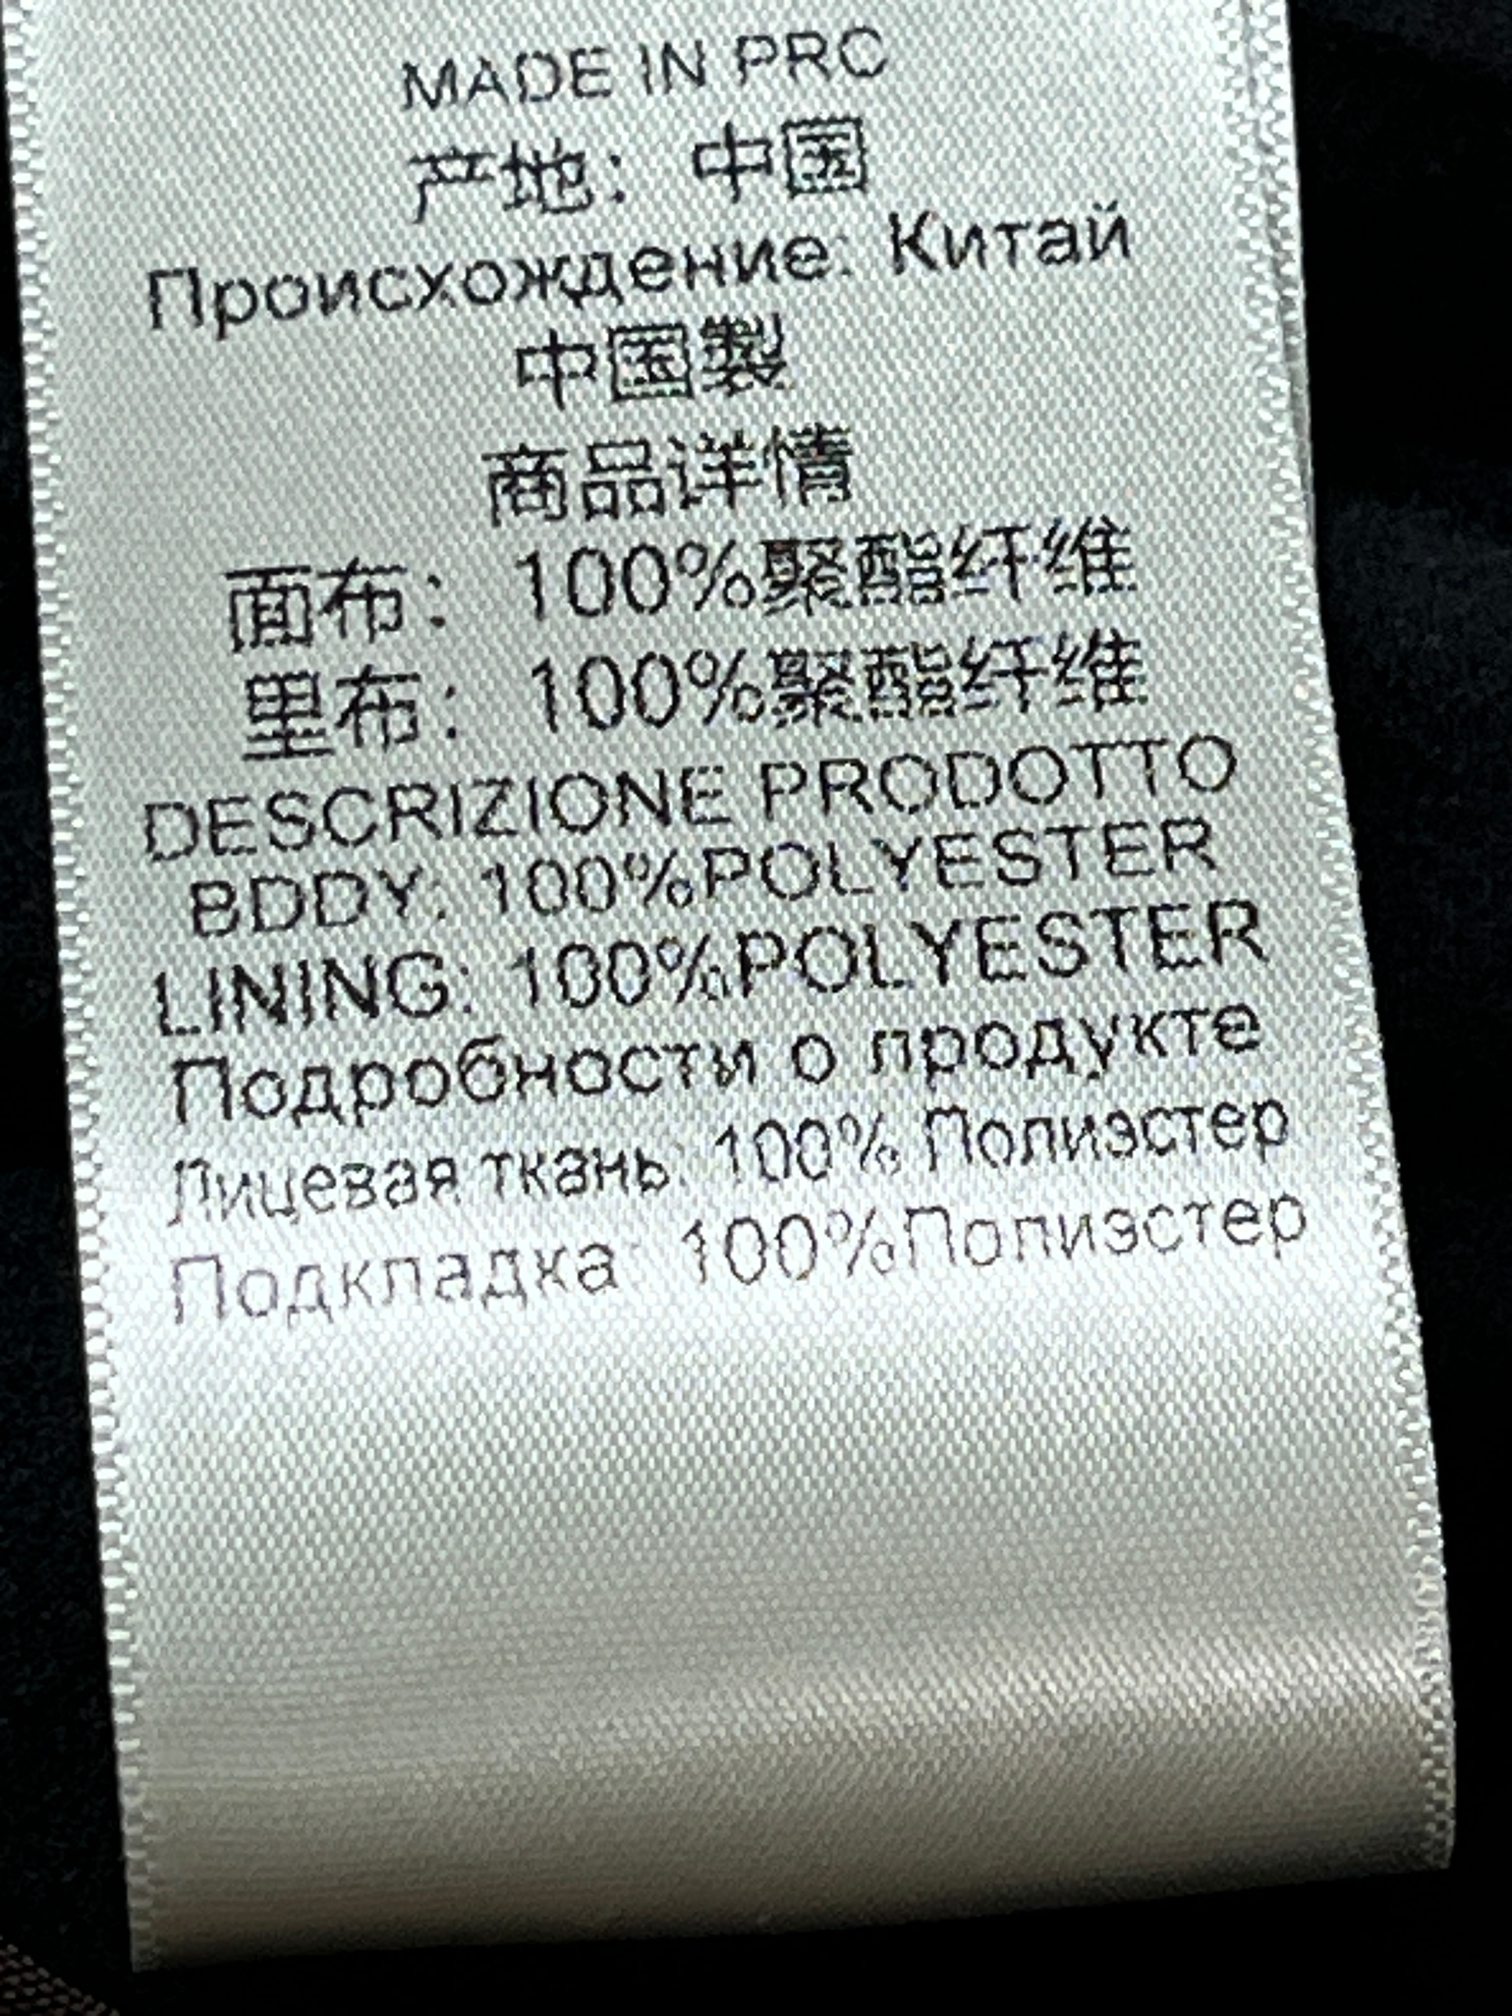 MADE IN PRC
产地：中国
Происхождение: Китай
中国製
商品详情
面布：100%聚酯纤维
里布：100%聚酯纤维
DESCRIZIONE PRODOTTO
BDDY: 100%POLYESTER
LINING: 100%POLYESTER
Подробности о продукте
Лицевая ткань: 100% Полиэстер
Подкладка: 100%Полиэстер